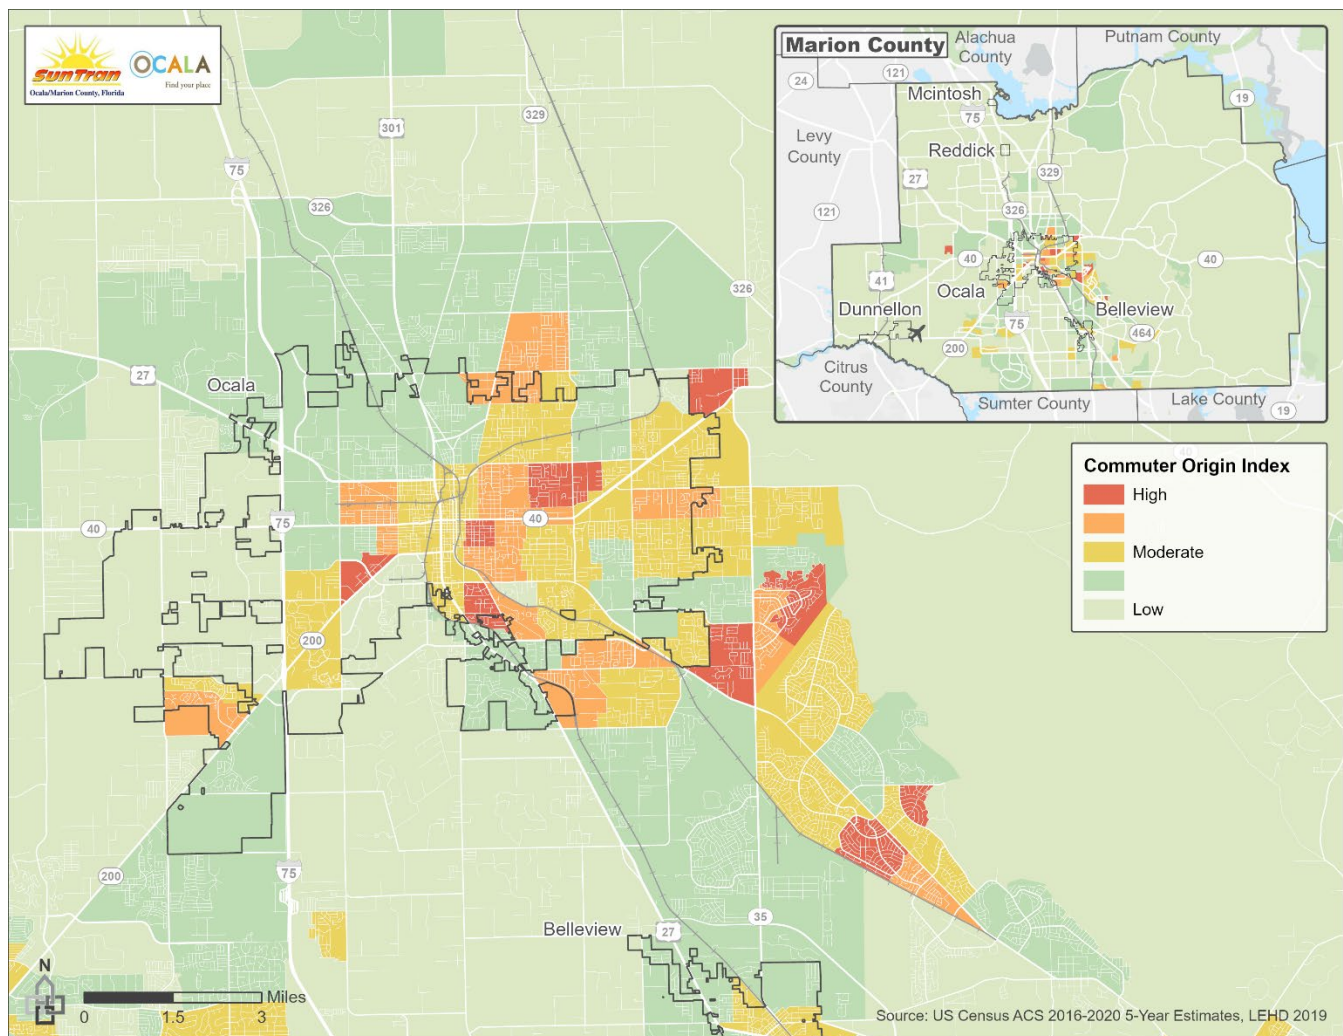 SunTran
Ocala/Marion County, Florida
OCALA
Find your place
Marion County
Alachua
County
Putnam County
121
24
Mcintosh
75
19
Levy
County
Reddick
329
27
121
326
40
40
41
Ocala
Dunnellon
75
Belleview
464
200
Citrus
County
Sumter County
Lake County
19
329
301
75
326
326
27
Ocala
40
75
40
200
200
75
Belleview
27
35
40
Commuter Origin Index
High
Moderate
Low
N
0
1.5
3
Miles
Source: US Census ACS 2016-2020 5-Year Estimates, LEHD 2019